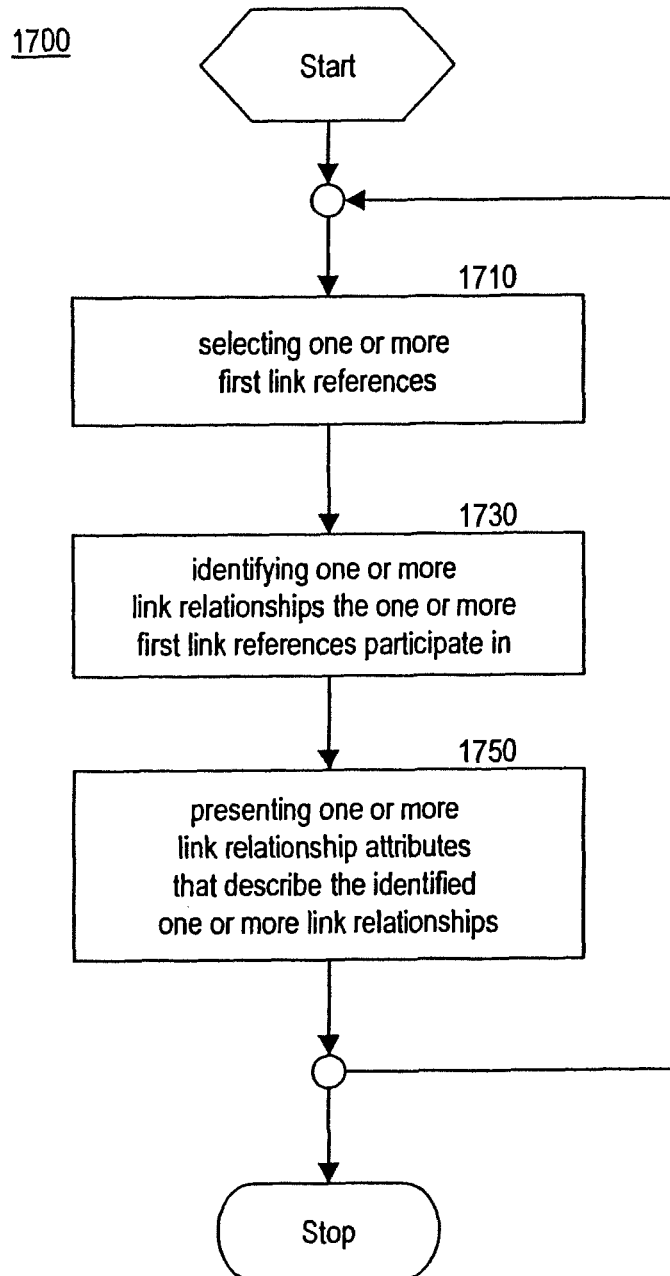 1700
Start
1710
selecting one or more
first link references
1730
identifying one or more
link relationships the one or more
first link references participate in
1750
presenting one or more
link relationship attributes
that describe the identified
one or more link relationships
Stop